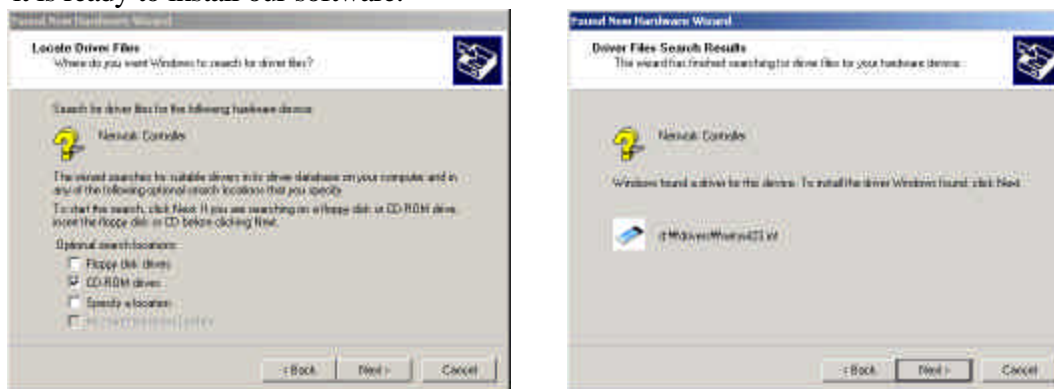 it is ready to install our software.
Found New Hardware Wizard
Locate Driver Files
Where do you want Windows to search for driver files?
Search for driver files for the following hardware device:
Network Controller
The wizard searches for suitable drivers in its driver database on your computer and in
any of the following optional search locations that you specify.
To start the search, click Next. If you are searching on a floppy disk or CD-ROM drive,
insert the floppy disk or CD before clicking Next.
Optional search locations:
Floppy disk drives
CD-ROM drives
Specify a location
< Back
Next >
Cancel
Found New Hardware Wizard
Driver Files Search Results
The wizard has finished searching for driver files for your hardware device.
Network Controller
Windows found a driver for this device. To install the driver Windows found, click Next.
< Back
Next >
Cancel